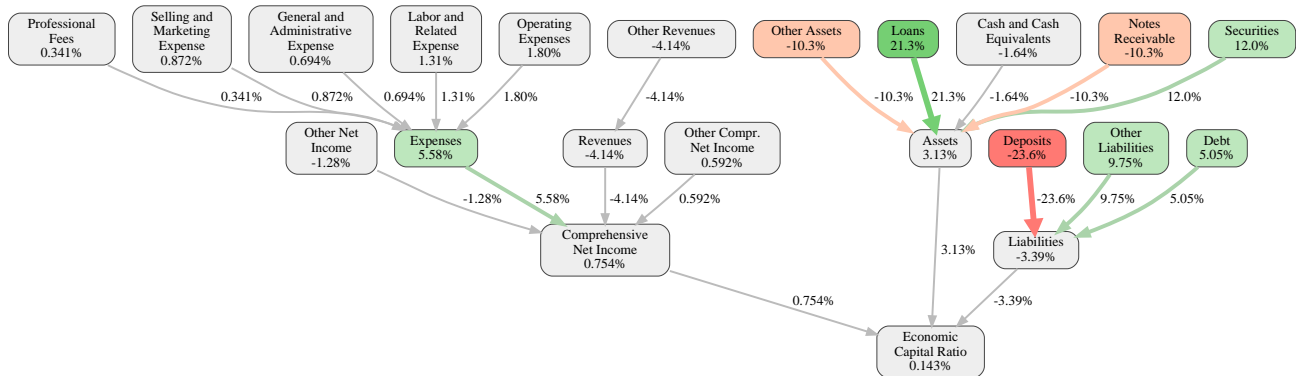 Professional
Fees
0.341%
Selling and
Marketing
Expense
0.872%
General and
Administrative
Expense
0.694%
Labor and
Related
Expense
1.31%
Operating
Expenses
1.80%
Other Revenues
-4.14%
Other Assets
-10.3%
Loans
21.3%
Cash and Cash
Equivalents
-1.64%
Notes
Receivable
-10.3%
Securities
12.0%
0.341%
0.872%
0.694%
1.31%
1.80%
-4.14%
-10.3%
21.3%
-1.64%
-10.3%
12.0%
Other Net
Income
-1.28%
Expenses
5.58%
Revenues
-4.14%
Other Compr.
Net Income
0.592%
Assets
3.13%
Deposits
-23.6%
Other
Liabilities
9.75%
Debt
5.05%
-1.28%
5.58%
-4.14%
0.592%
-23.6%
9.75%
5.05%
Comprehensive
Net Income
0.754%
3.13%
Liabilities
-3.39%
0.754%
-3.39%
Economic
Capital Ratio
0.143%